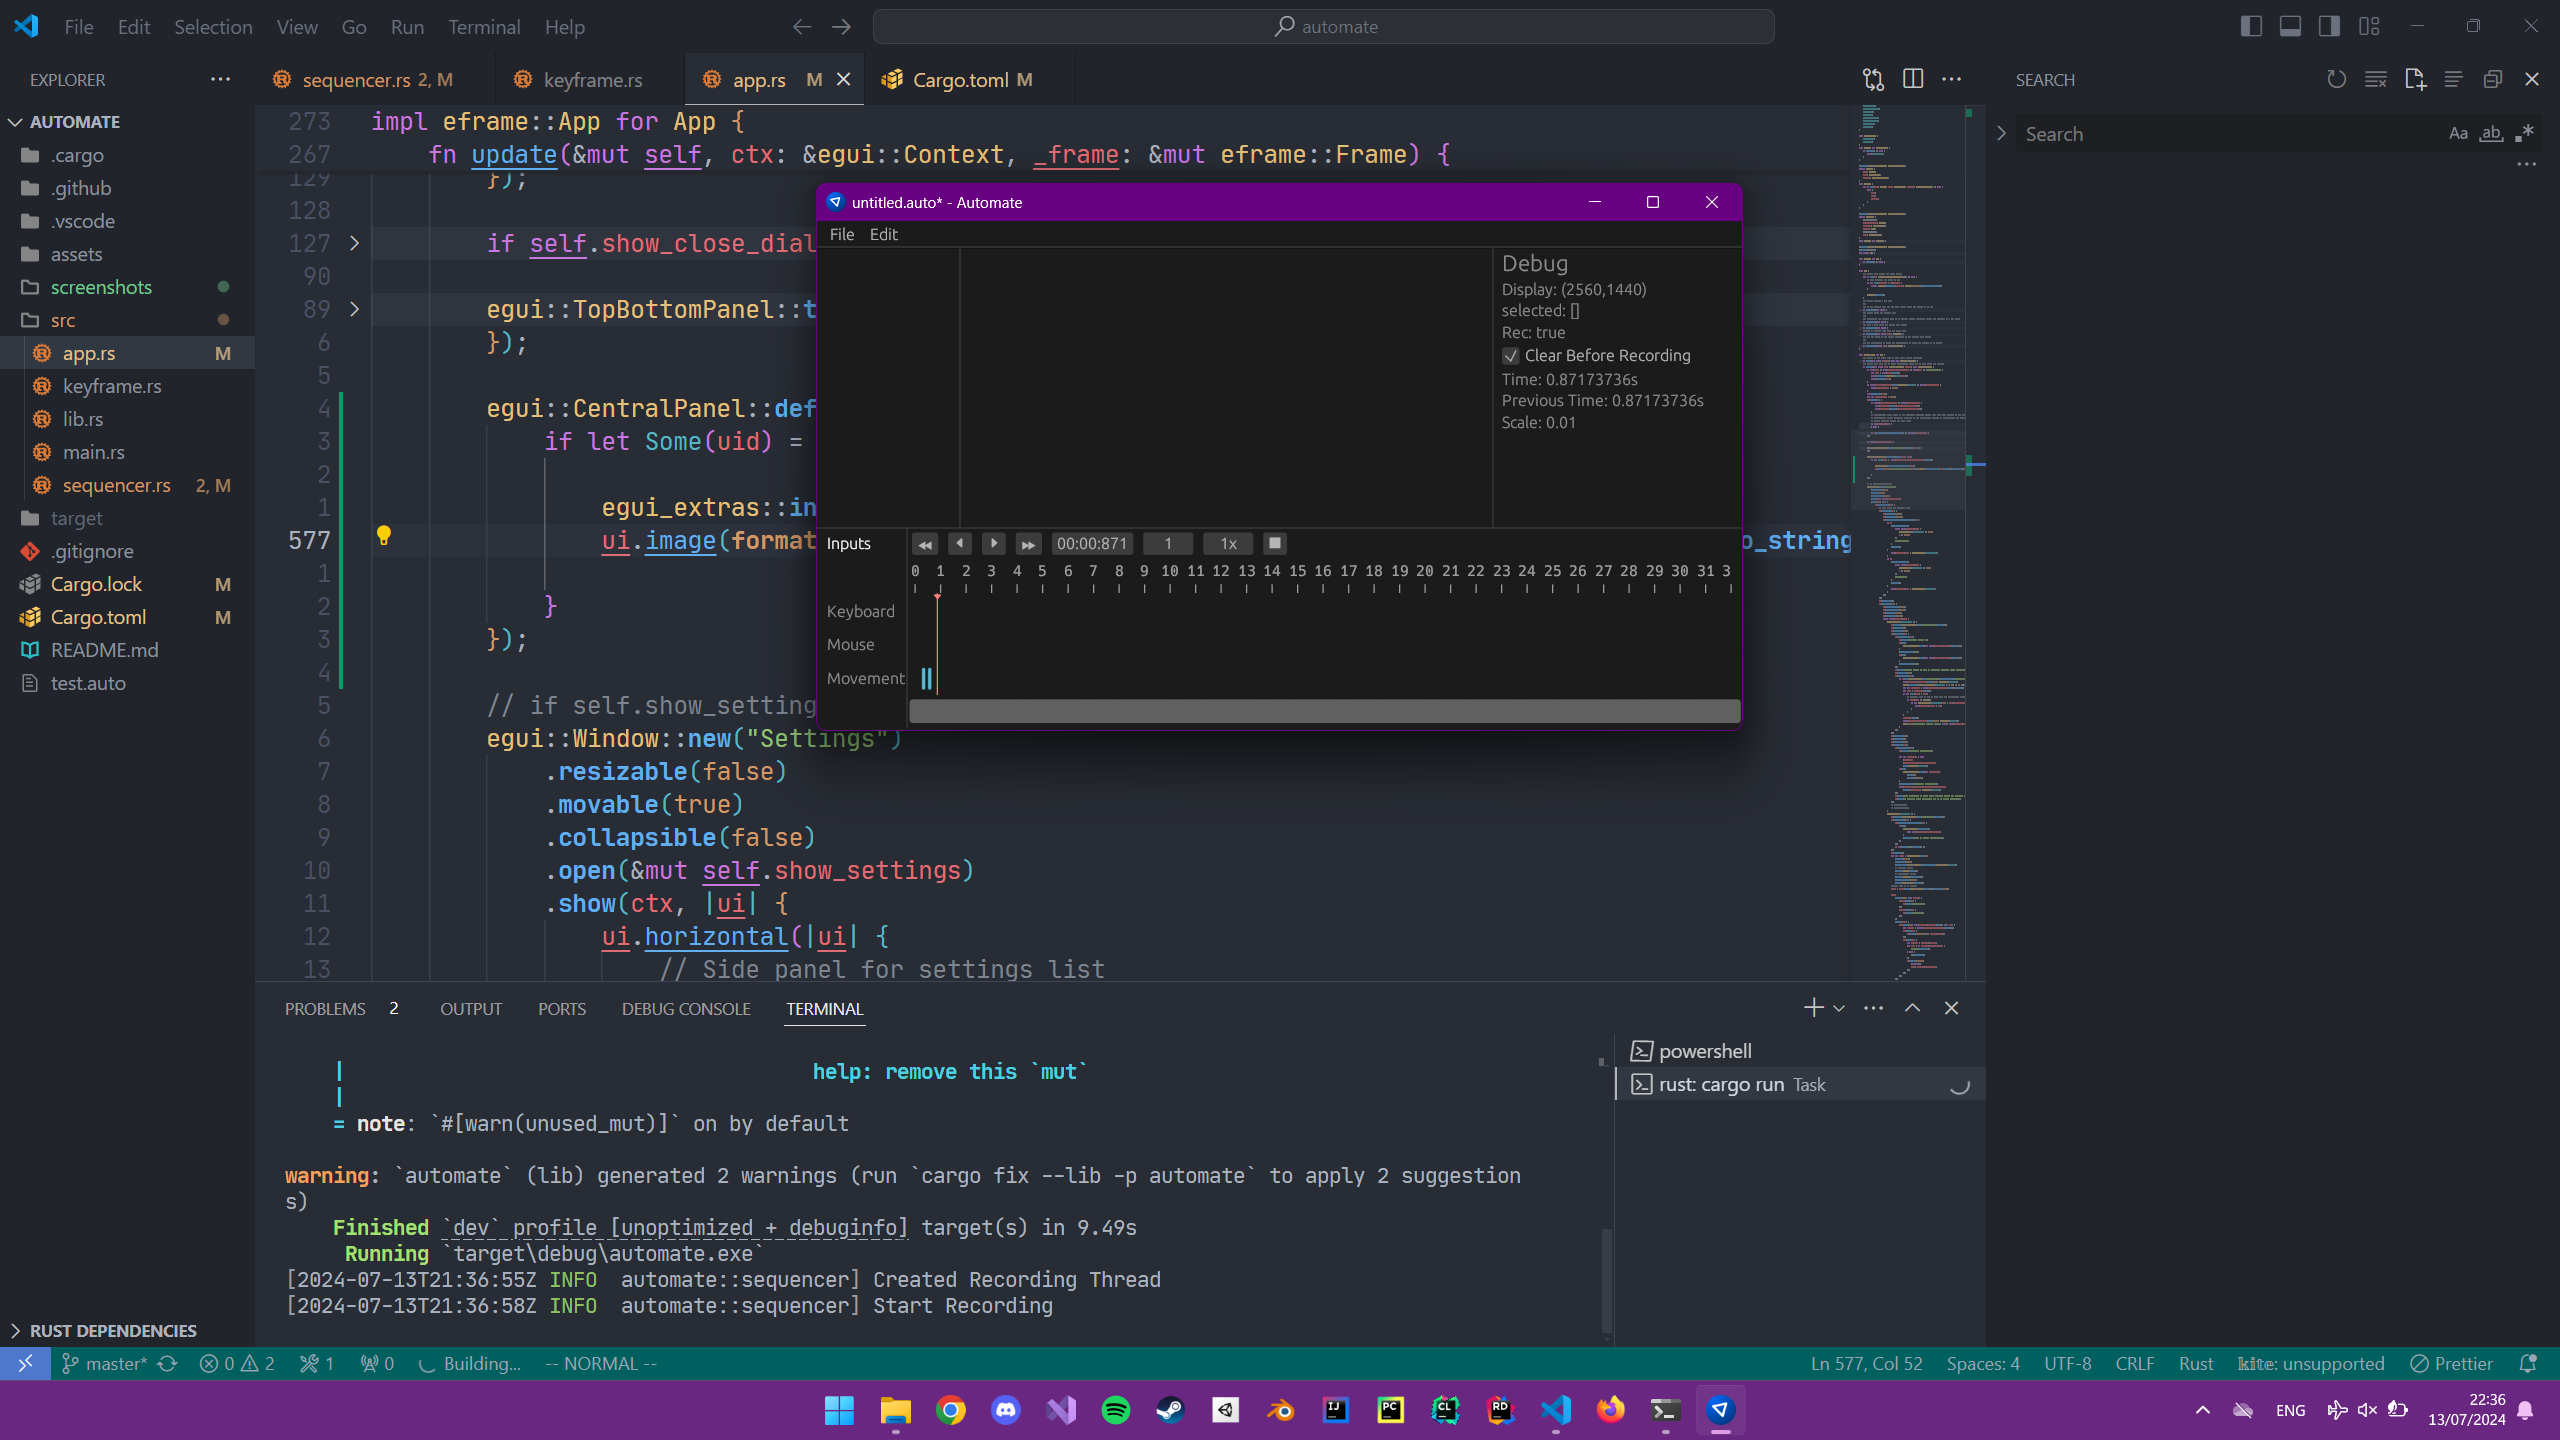 File Edit Selection View Go Run Terminal Help
automate
EXPLORER
AUTOMATE
.cargo
.github
.vscode
assets
screenshots
src
app.rs M
keyframe.rs
lib.rs
main.rs
sequencer.rs 2, M
target
.gitignore
Cargo.lock M
Cargo.toml M
README.md
test.auto
RUST DEPENDENCIES
sequencer.rs 2, M
keyframe.rs
app.rs M
Cargo.toml M
273 impl eframe::App for App {
267 fn update(&mut self, ctx: &egui::Context, _frame: &mut eframe::Frame) {
129 });
128
127 if self.show_close_dial
90
89 egui::TopBottomPanel::t
6 });
5
4 egui::CentralPanel::def
3 if let Some(uid) =
2
1 egui_extras::in
577 ui.image(format o_string
1
2 }
3 });
4
5 // if self.show_setting
6 egui::Window::new("Settings")
7 .resizable(false)
8 .movable(true)
9 .collapsible(false)
10 .open(&mut self.show_settings)
11 .show(ctx, |ui| {
12 ui.horizontal(|ui| {
13 // Side panel for settings list
untitled.auto* - Automate
File Edit
Debug
Display: (2560,1440)
selected: []
Rec: true
Clear Before Recording
Time: 0.87173736s
Previous Time: 0.87173736s
Scale: 0.01
Inputs
00:00:871 1 1x
0 1 2 3 4 5 6 7 8 9 10 11 12 13 14 15 16 17 18 19 20 21 22 23 24 25 26 27 28 29 30 31 3
Keyboard
Mouse
Movement
SEARCH
Search
Aa ab
PROBLEMS 2 OUTPUT PORTS DEBUG CONSOLE TERMINAL
| help: remove this `mut`
|
= note: `#[warn(unused_mut)]` on by default
warning: `automate` (lib) generated 2 warnings (run `cargo fix --lib -p automate` to apply 2 suggestion
s)
Finished `dev` profile [unoptimized + debuginfo] target(s) in 9.49s
Running `target\debug\automate.exe`
[2024-07-13T21:36:55Z INFO automate::sequencer] Created Recording Thread
[2024-07-13T21:36:58Z INFO automate::sequencer] Start Recording
powershell
rust: cargo run Task
master* 0 2 1 0 Building... -- NORMAL --
Ln 577, Col 52 Spaces: 4 UTF-8 CRLF Rust kite: unsupported Prettier
IJ PC CL RD
ENG
22:36
13/07/2024